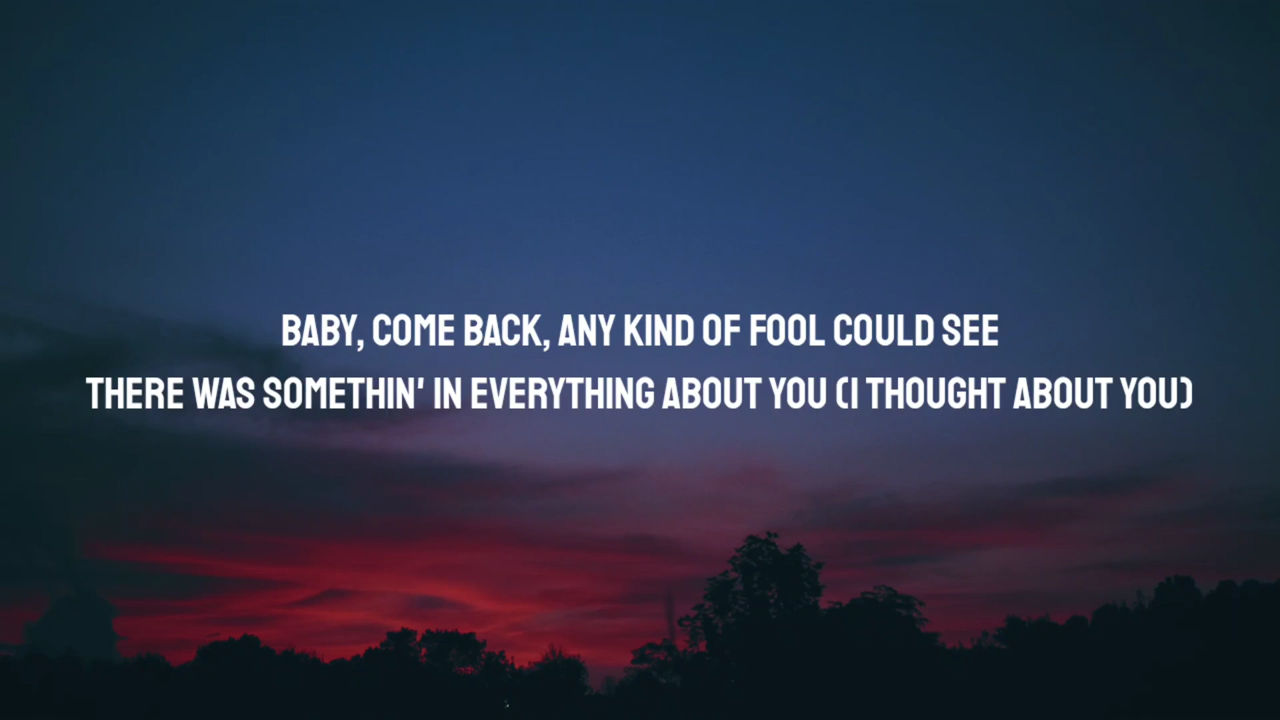 BABY, COME BACK, ANY KIND OF FOOL COULD SEE
THERE WAS SOMETHIN' IN EVERYTHING ABOUT YOU (I THOUGHT ABOUT YOU)